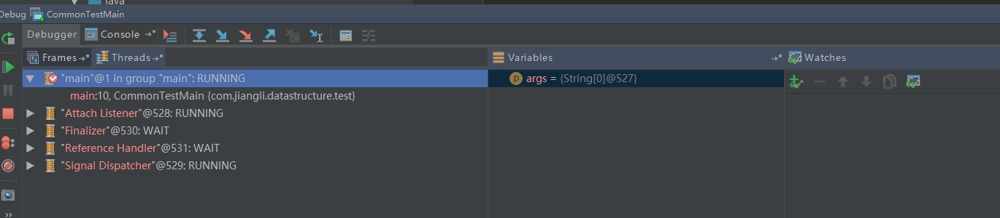 java
Debug CommonTestMain
Debugger Console
Frames Threads Variables Watches
"main"@1 in group "main": RUNNING
args = {String[0]@527}
main:10, CommonTestMain {com.jiangli.datastructure.test}
"Attach Listener"@528: RUNNING
"Finalizer"@530: WAIT
"Reference Handler"@531: WAIT
"Signal Dispatcher"@529: RUNNING